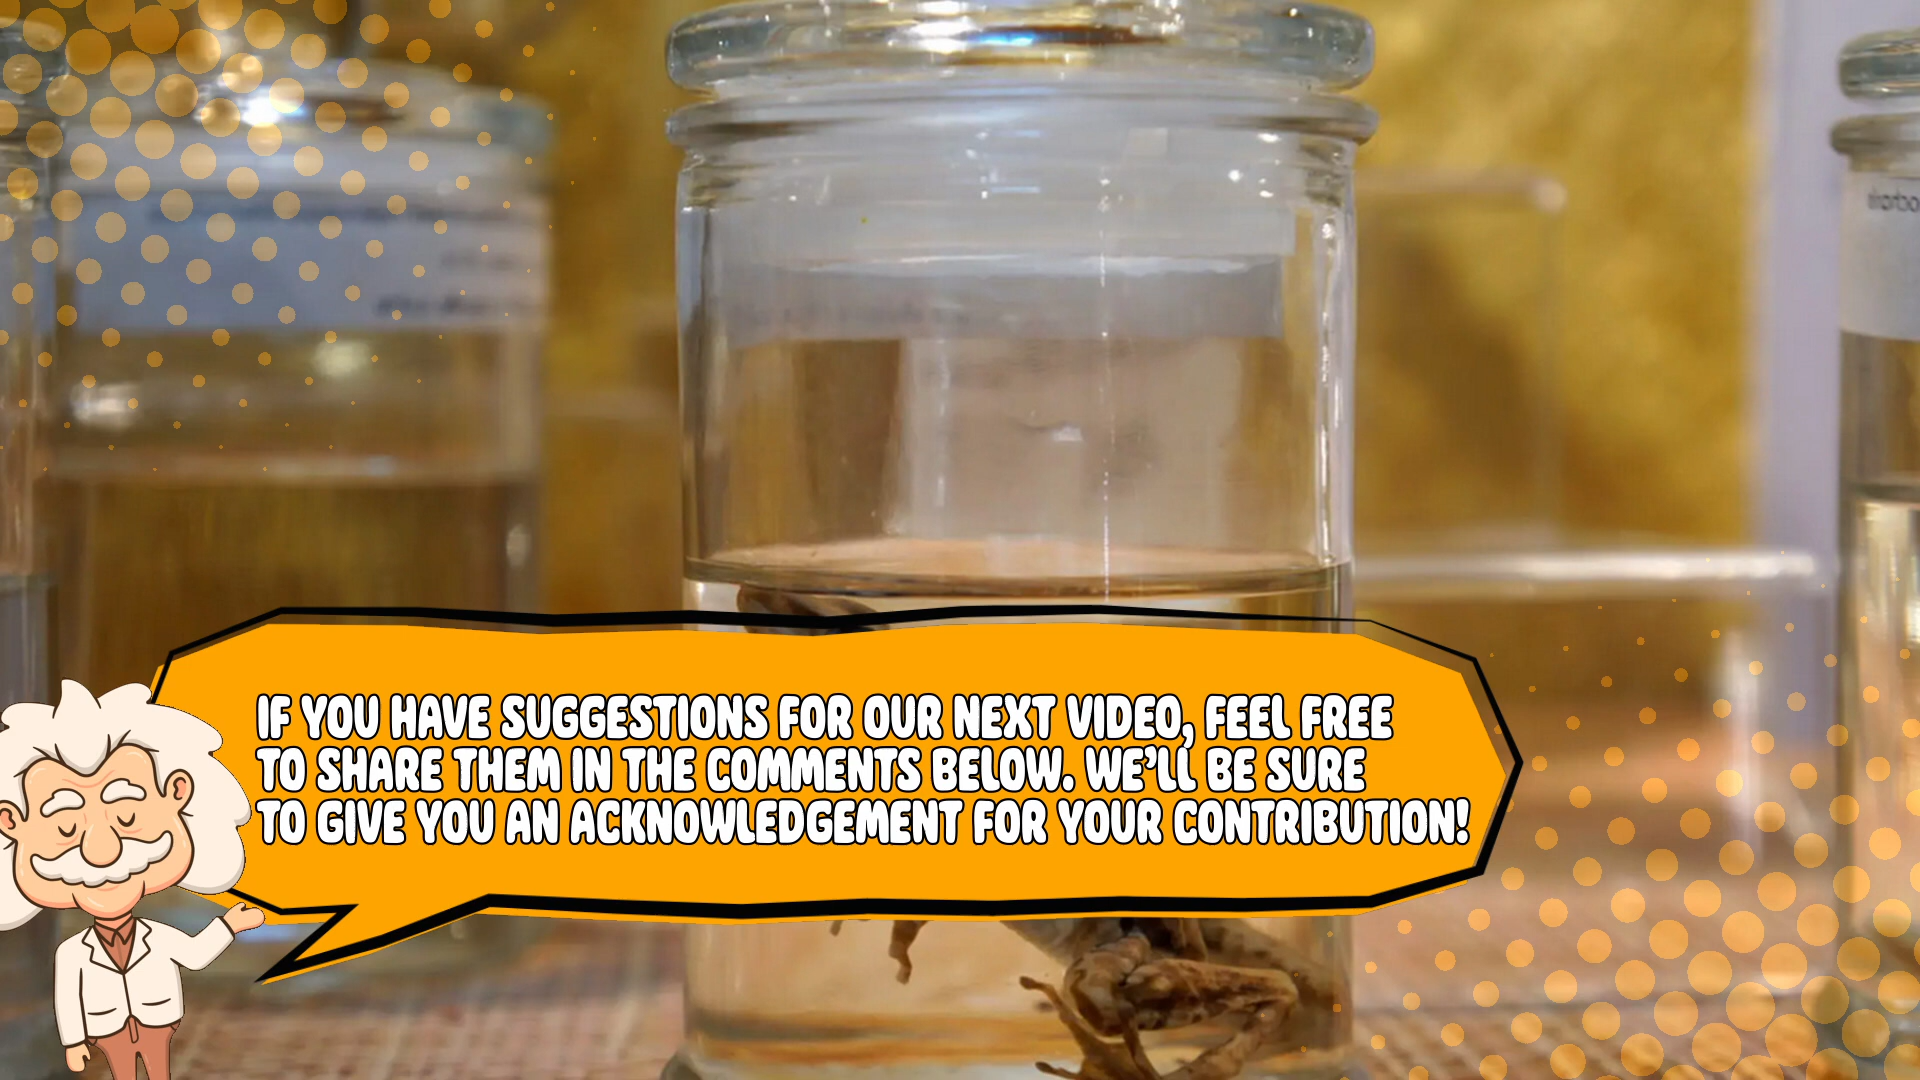 IF YOU HAVE SUGGESTIONS FOR OUR NEXT VIDEO, FEEL FREE
TO SHARE THEM IN THE COMMENTS BELOW. WE'LL BE SURE
TO GIVE YOU AN ACKNOWLEDGEMENT FOR YOUR CONTRIBUTION!